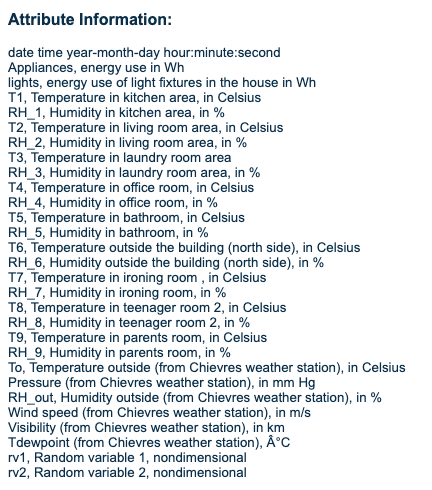 Attribute Information:
date time year-month-day hour:minute:second
Appliances, energy use in Wh
lights, energy use of light fixtures in the house in Wh
T1, Temperature in kitchen area, in Celsius
RH_1, Humidity in kitchen area, in %
T2, Temperature in living room area, in Celsius
RH_2, Humidity in living room area, in %
T3, Temperature in laundry room area
RH_3, Humidity in laundry room area, in %
T4, Temperature in office room, in Celsius
RH_4, Humidity in office room, in %
T5, Temperature in bathroom, in Celsius
RH_5, Humidity in bathroom, in %
T6, Temperature outside the building (north side), in Celsius
RH_6, Humidity outside the building (north side), in %
T7, Temperature in ironing room , in Celsius
RH_7, Humidity in ironing room, in %
T8, Temperature in teenager room 2, in Celsius
RH_8, Humidity in teenager room 2, in %
T9, Temperature in parents room, in Celsius
RH_9, Humidity in parents room, in %
To, Temperature outside (from Chievres weather station), in Celsius
Pressure (from Chievres weather station), in mm Hg
RH_out, Humidity outside (from Chievres weather station), in %
Wind speed (from Chievres weather station), in m/s
Visibility (from Chievres weather station), in km
Tdewpoint (from Chievres weather station), Â°C
rv1, Random variable 1, nondimensional
rv2, Random variable 2, nondimensional